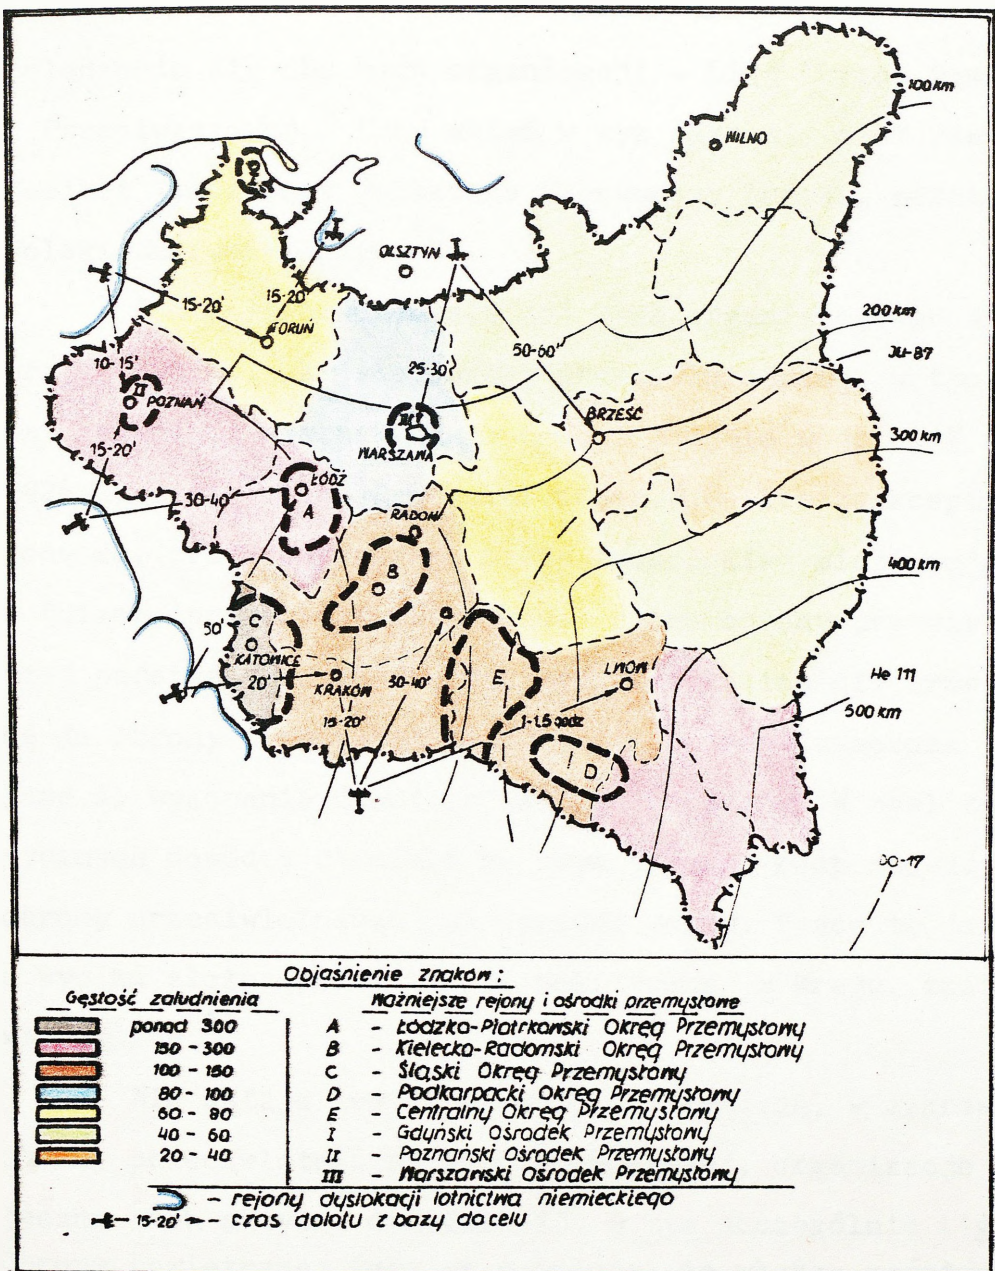 100 km
WILNO
I
OLSZTYN
15-20'
15-20'
TORUŃ
200 km
JU-87
10-15'
25-30'
50-60'
II
POZNAŃ
III
WARSZAWA
BRZEŚĆ
300 km
15-20'
ŁÓDŹ
30-40'
A
RADOM
B
400 km
C
50'
KATOWICE
20'
KRAKÓW
30-40'
E
LWÓW
He 111
500 km
15-20'
1-1.5 godz
D
DO-17
Objaśnienie znaków:
Gęstość zaludnienia
Ważniejsze rejony i ośrodki przemysłowe
ponad 300
A - Łódzko-Piotrkowski Okręg Przemysłowy
150 - 300
B - Kielecko-Radomski Okręg Przemysłowy
100 - 150
C - Śląski Okręg Przemysłowy
80 - 100
D - Podkarpacki Okręg Przemysłowy
60 - 80
E - Centralny Okręg Przemysłowy
40 - 60
I - Gdyński Ośrodek Przemysłowy
20 - 40
II - Poznański Ośrodek Przemysłowy
III - Warszawski Ośrodek Przemysłowy
- rejony dyslokacji lotnictwa niemieckiego
15-20' - czas dolotu z bazy do celu